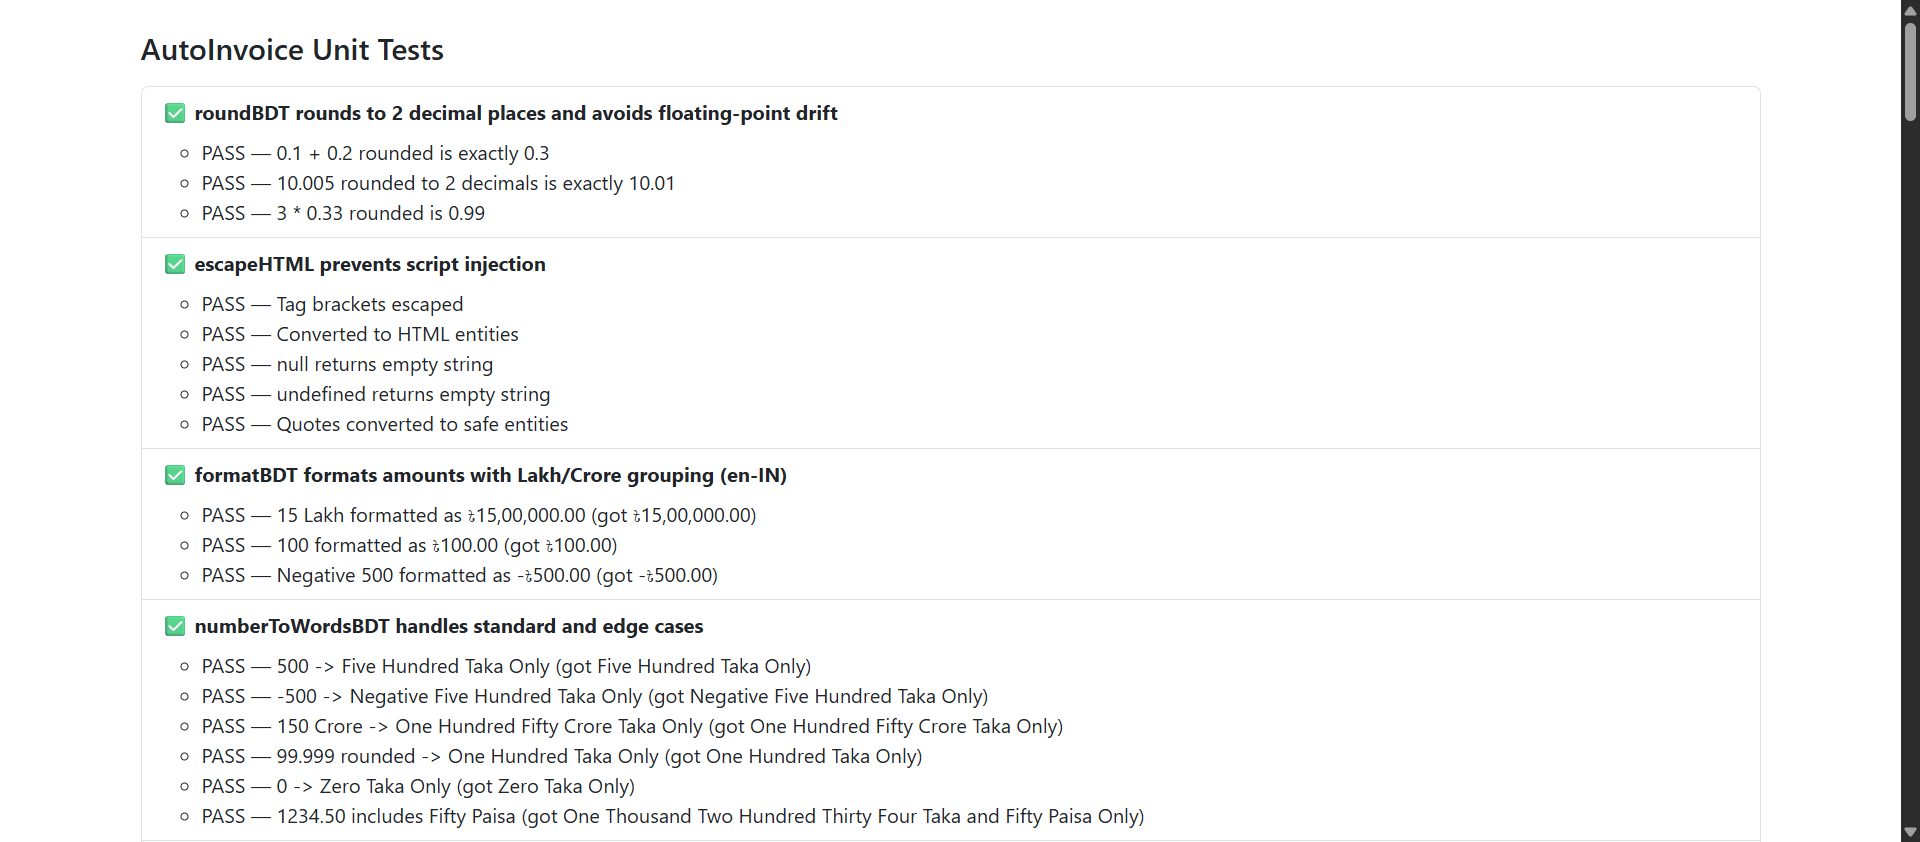 AutoInvoice Unit Tests
✅ roundBDT rounds to 2 decimal places and avoids floating-point drift
PASS — 0.1 + 0.2 rounded is exactly 0.3
PASS — 10.005 rounded to 2 decimals is exactly 10.01
PASS — 3 * 0.33 rounded is 0.99
✅ escapeHTML prevents script injection
PASS — Tag brackets escaped
PASS — Converted to HTML entities
PASS — null returns empty string
PASS — undefined returns empty string
PASS — Quotes converted to safe entities
✅ formatBDT formats amounts with Lakh/Crore grouping (en-IN)
PASS — 15 Lakh formatted as ৳15,00,000.00 (got ৳15,00,000.00)
PASS — 100 formatted as ৳100.00 (got ৳100.00)
PASS — Negative 500 formatted as -৳500.00 (got -৳500.00)
✅ numberToWordsBDT handles standard and edge cases
PASS — 500 -> Five Hundred Taka Only (got Five Hundred Taka Only)
PASS — -500 -> Negative Five Hundred Taka Only (got Negative Five Hundred Taka Only)
PASS — 150 Crore -> One Hundred Fifty Crore Taka Only (got One Hundred Fifty Crore Taka Only)
PASS — 99.999 rounded -> One Hundred Taka Only (got One Hundred Taka Only)
PASS — 0 -> Zero Taka Only (got Zero Taka Only)
PASS — 1234.50 includes Fifty Paisa (got One Thousand Two Hundred Thirty Four Taka and Fifty Paisa Only)